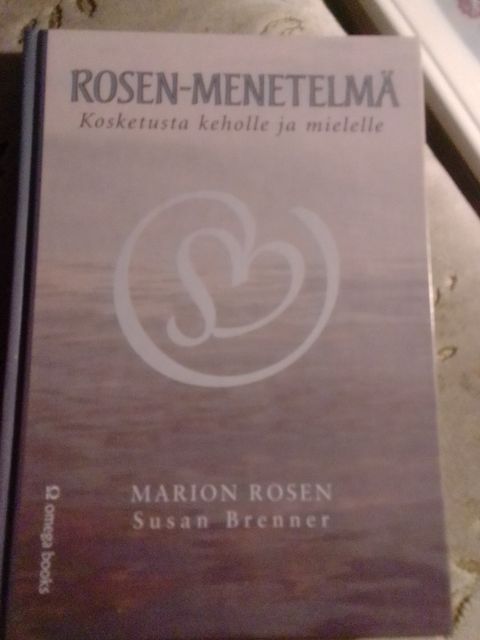 ROSEN-MENETELMÄ
Kosketusta keholle ja mielelle
MARION ROSEN
Susan Brenner
Ω omega books